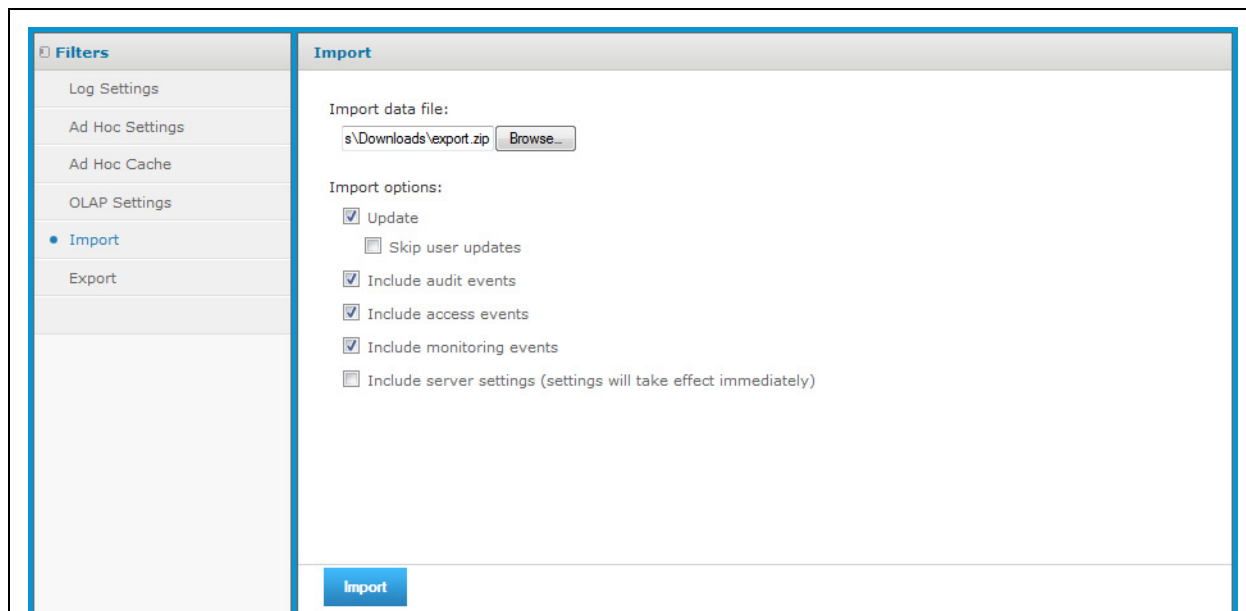 Filters
Log Settings
Ad Hoc Settings
Ad Hoc Cache
OLAP Settings
Import
Export
Import
Import data file:
s\Downloads\export.zip Browse...
Import options:
Update
Skip user updates
Include audit events
Include access events
Include monitoring events
Include server settings (settings will take effect immediately)
Import